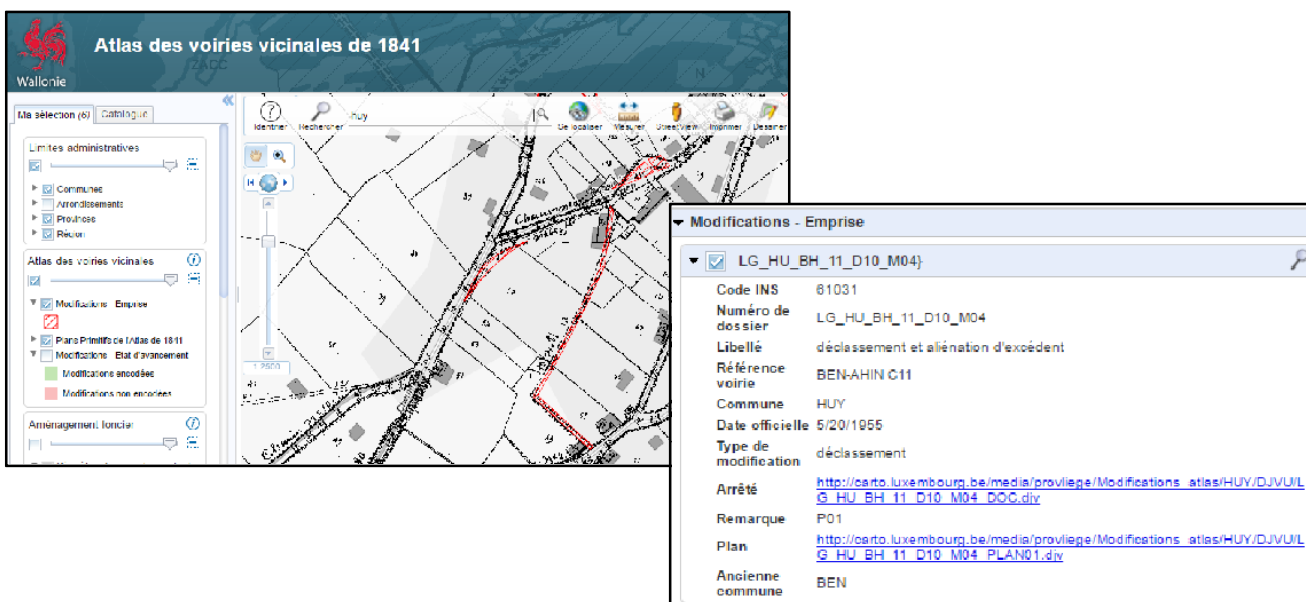 Atlas des voiries vicinales de 1841
Wallonie
Ma sélection (6)
Catalogue
Identifier
Rechercher
huy
Se localiser
Mesurer
StreetView
Imprimer
Dessiner
Limites administratives
Communes
Arrondissements
Provinces
Région
Atlas des voiries vicinales
Modifications - Emprise
Plans Primitifs de l'Atlas de 1841
Modifications - Etat d'avancement
Modifications encodées
Modifications non encodées
Aménagement foncier
1:2500
Modifications - Emprise
LG_HU_BH_11_D10_M04}
Code INS 61031
Numéro de dossier LG_HU_BH_11_D10_M04
Libellé déclassement et aliénation d'excédent
Référence voirie BEN-AHIN C11
Commune HUY
Date officielle 5/20/1955
Type de modification déclassement
Arrêté http://carto.luxembourg.be/media/provliege/Modifications_atlas/HUY/DJVU/L
G_HU_BH_11_D10_M04_DOC.djv
Remarque P01
Plan http://carto.luxembourg.be/media/provliege/Modifications_atlas/HUY/DJVU/L
G_HU_BH_11_D10_M04_PLAN01.djv
Ancienne commune BEN